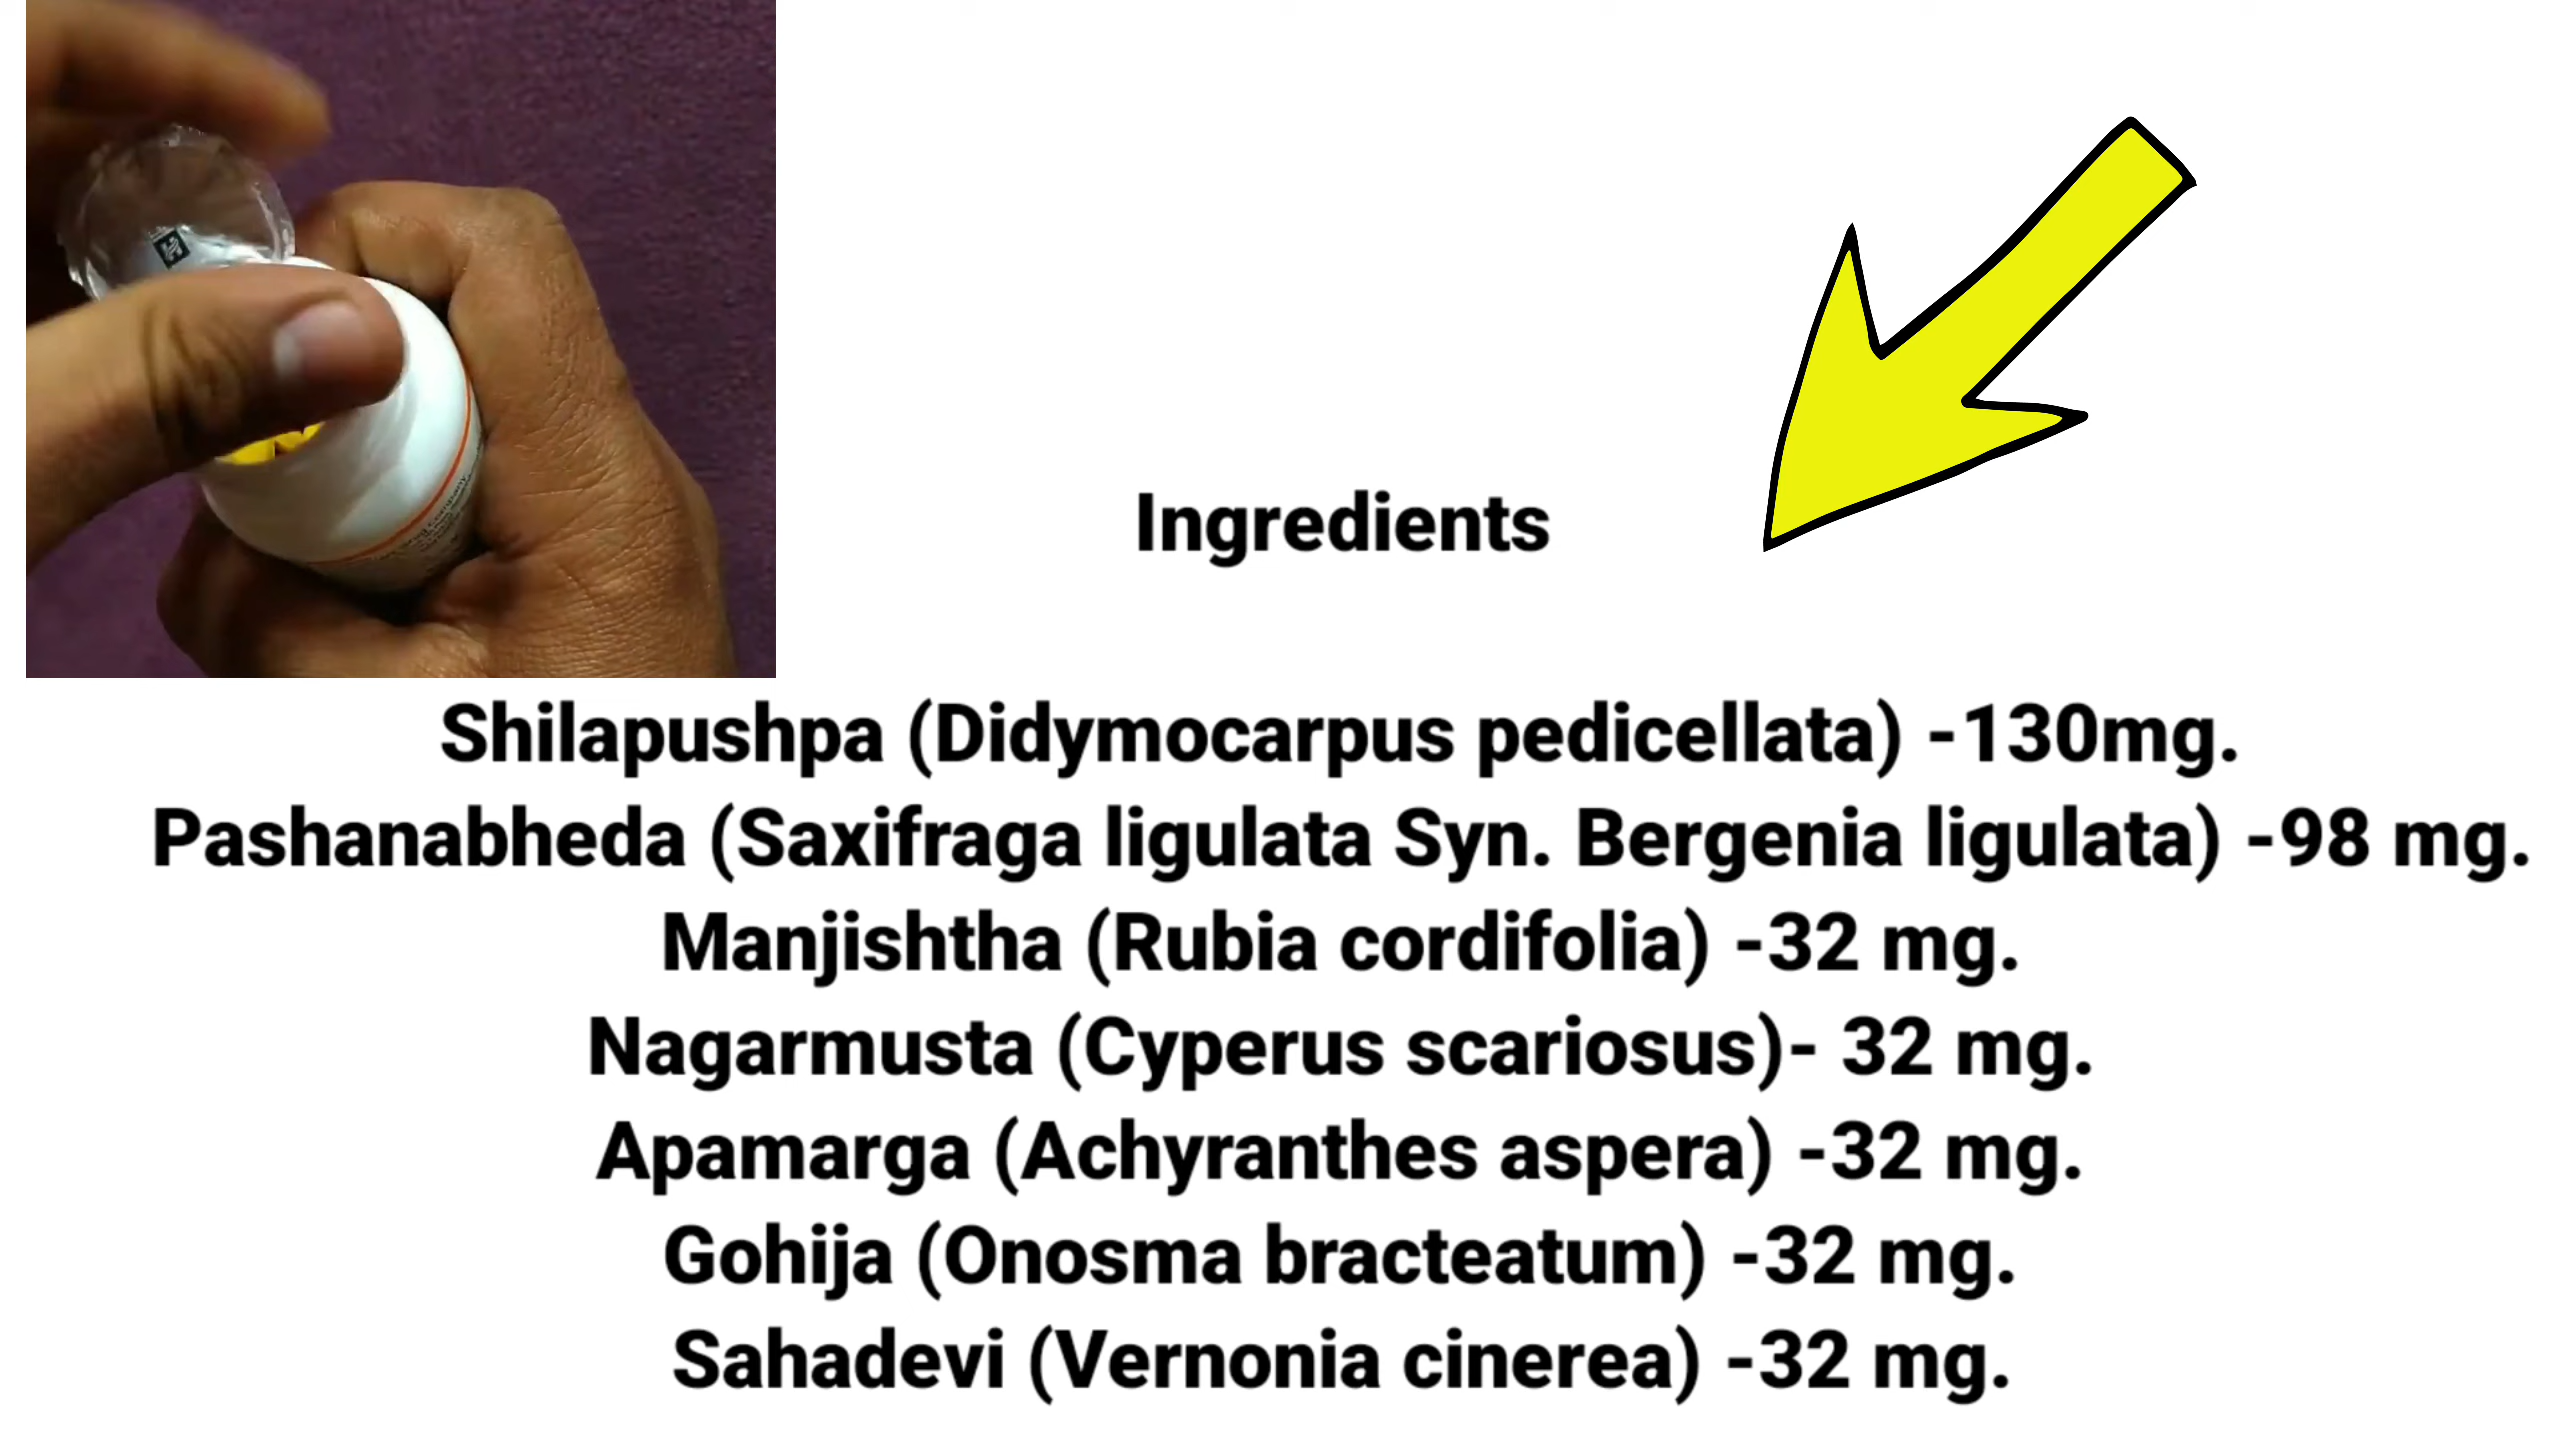 Ingredients
Shilapushpa (Didymocarpus pedicellata) -130mg.
Pashanabheda (Saxifraga ligulata Syn. Bergenia ligulata) -98 mg.
Manjishtha (Rubia cordifolia) -32 mg.
Nagarmusta (Cyperus scariosus)- 32 mg.
Apamarga (Achyranthes aspera) -32 mg.
Gohija (Onosma bracteatum) -32 mg.
Sahadevi (Vernonia cinerea) -32 mg.